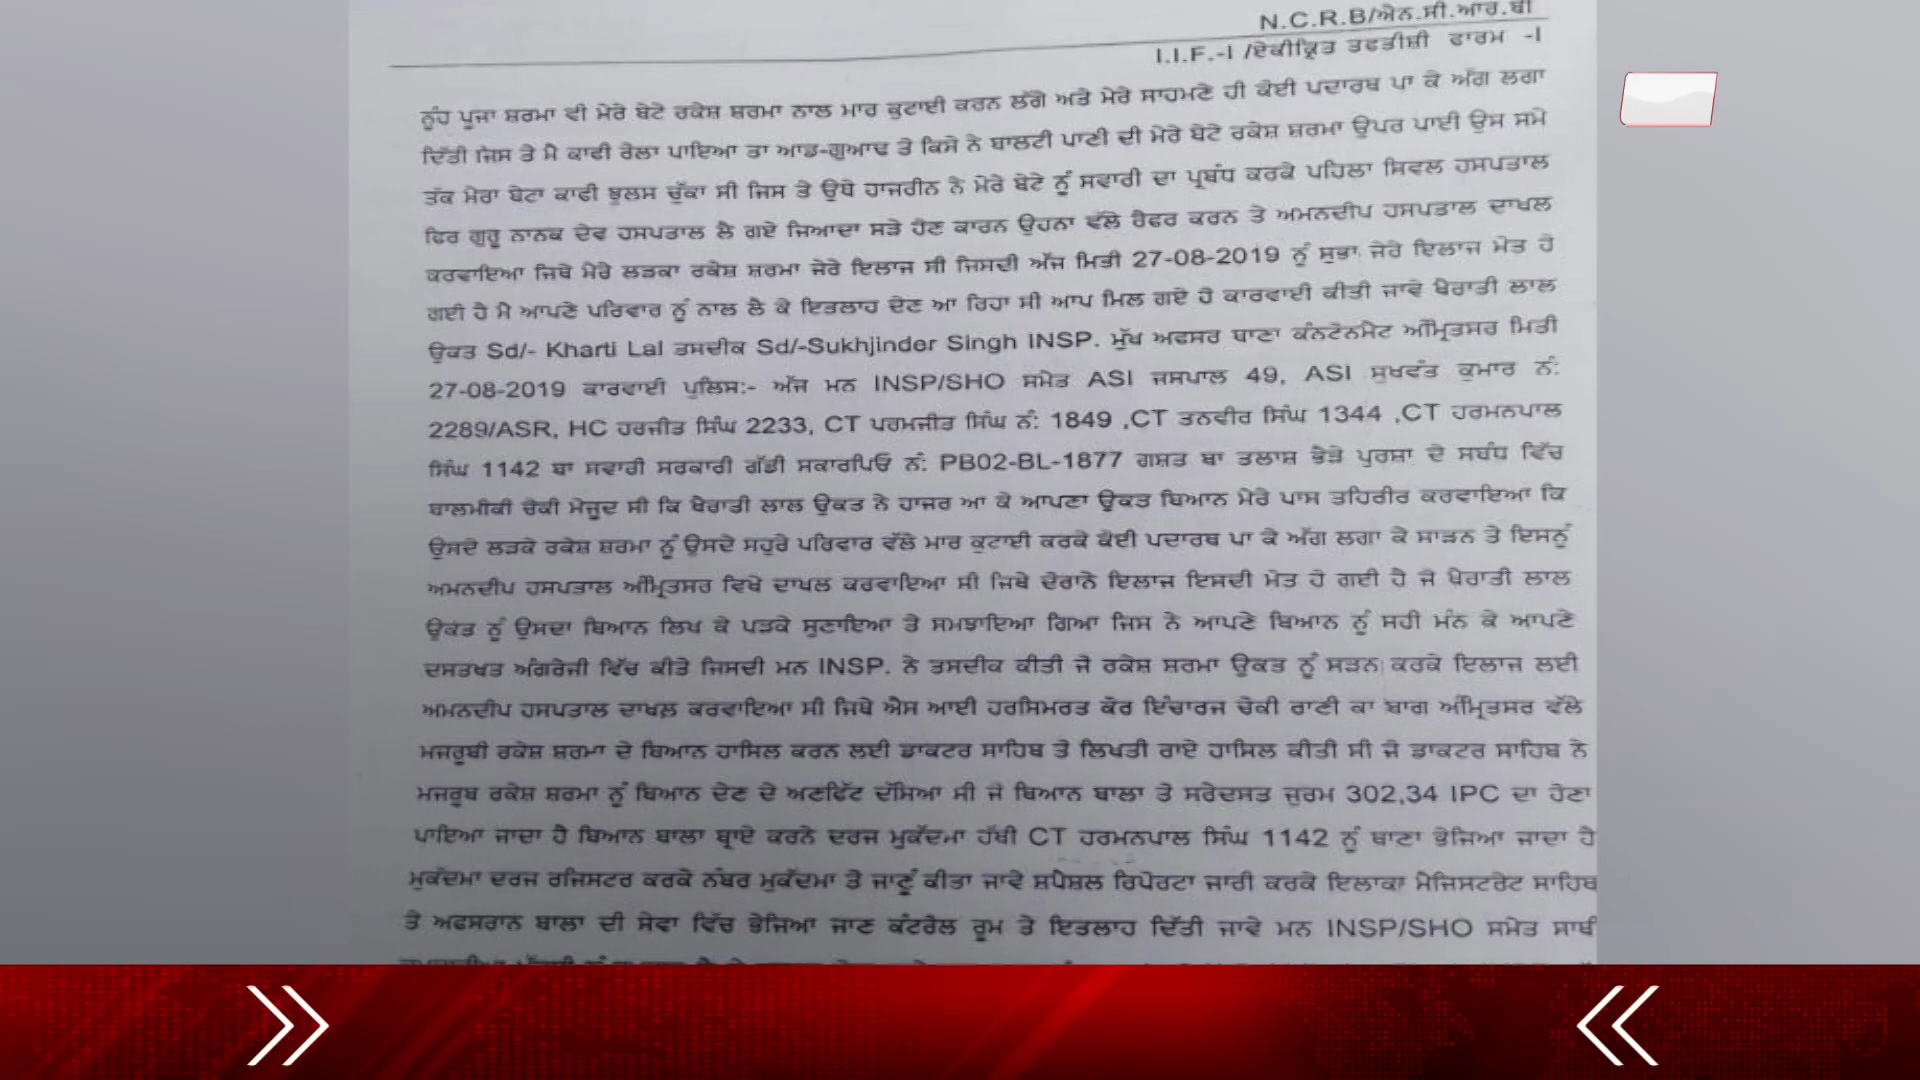 N.C.R.B/ਐਨ.ਸੀ.ਆਰ.ਬੀ
I.I.F.-I /ਏਕੀਕ੍ਰਿਤ ਤਫਤੀਸ਼ੀ ਫਾਰਮ -I
ਨੂੰਹ ਪੂਜਾ ਸ਼ਰਮਾ ਵੀ ਮੇਰੇ ਬੇਟੇ ਰਕੇਸ਼ ਸ਼ਰਮਾ ਨਾਲ ਮਾਰ ਕੁਟਾਈ ਕਰਨ ਲੱਗੇ ਅਤੇ ਮੇਰੇ ਸਾਹਮਣੇ ਹੀ ਕੋਈ ਪਦਾਰਥ ਪਾ ਕੇ ਅੱਗ ਲਗਾ
ਦਿੱਤੀ ਜਿਸ ਤੇ ਮੈ ਕਾਫੀ ਰੋਲਾ ਪਾਇਆ ਤਾ ਆਡ-ਗੁਆਢ ਤੇ ਕਿਸੇ ਨੇ ਬਾਲਟੀ ਪਾਣੀ ਦੀ ਮੇਰੇ ਬੇਟੇ ਰਕੇਸ਼ ਸ਼ਰਮਾ ਉਪਰ ਪਾਈ ਉਸ ਸਮੇ
ਤੱਕ ਮੇਰਾ ਬੇਟਾ ਕਾਫੀ ਝੁਲਸ ਚੁੱਕਾ ਸੀ ਜਿਸ ਤੇ ਉਥੇ ਹਾਜਰੀਨ ਨੇ ਮੇਰੇ ਬੇਟੇ ਨੂੰ ਸਵਾਰੀ ਦਾ ਪ੍ਰਬੰਧ ਕਰਕੇ ਪਹਿਲਾ ਸਿਵਲ ਹਸਪਤਾਲ
ਫਿਰ ਗੁਰੂ ਨਾਨਕ ਦੇਵ ਹਸਪਤਾਲ ਲੈ ਗਏ ਜਿਆਦਾ ਸੜੇ ਹੋਣ ਕਾਰਨ ਉਹਨਾ ਵੱਲੋ ਰੈਫਰ ਕਰਨ ਤੇ ਅਮਨਦੀਪ ਹਸਪਤਾਲ ਦਾਖਲ
ਕਰਵਾਇਆ ਜਿਥੇ ਮੇਰੇ ਲੜਕਾ ਰਕੇਸ਼ ਸ਼ਰਮਾ ਜੇਰੇ ਇਲਾਜ ਸੀ ਜਿਸਦੀ ਅੱਜ ਮਿਤੀ 27-08-2019 ਨੂੰ ਸੁਭਾ ਜੇਰੇ ਇਲਾਜ ਮੋਤ ਹੋ
ਗਈ ਹੈ ਮੈ ਆਪਣੇ ਪਰਿਵਾਰ ਨੂੰ ਨਾਲ ਲੈ ਕੇ ਇਤਲਾਹ ਦੇਣ ਆ ਰਿਹਾ ਸੀ ਆਪ ਮਿਲ ਗਏ ਹੋ ਕਾਰਵਾਈ ਕੀਤੀ ਜਾਵੇ ਖੈਰਾਤੀ ਲਾਲ
ਉਕਤ Sd/- Kharti Lal ਤਸਦੀਕ Sd/-Sukhjinder Singh INSP. ਮੁੱਖ ਅਫਸਰ ਥਾਣਾ ਕੰਨਟੋਨਮੈਟ ਅੰਮ੍ਰਿਤਸਰ ਮਿਤੀ
27-08-2019 ਕਾਰਵਾਈ ਪੁਲਿਸ:- ਅੱਜ ਮਨ INSP/SHO ਸਮੇਤ ASI ਜਸਪਾਲ 49, ASI ਸੁਖਵੰਤ ਕੁਮਾਰ ਨੰ:
2289/ASR, HC ਹਰਜੀਤ ਸਿੰਘ 2233, CT ਪਰਮਜੀਤ ਸਿੰਘ ਨੰ: 1849 ,CT ਤਨਵੀਰ ਸਿੰਘ 1344 ,CT ਹਰਮਨਪਾਲ
ਸਿੰਘ 1142 ਬਾ ਸਵਾਰੀ ਸਰਕਾਰੀ ਗੱਡੀ ਸਕਾਰਪਿਓ ਨੰ: PB02-BL-1877 ਗਸ਼ਤ ਬਾ ਤਲਾਸ਼ ਭੈੜੇ ਪੁਰਸ਼ਾ ਦੇ ਸਬੰਧ ਵਿੱਚ
ਬਾਲਮੀਕੀ ਚੋਕੀ ਮੋਜੂਦ ਸੀ ਕਿ ਖੈਰਾਤੀ ਲਾਲ ਉਕਤ ਨੇ ਹਾਜਰ ਆ ਕੇ ਆਪਣਾ ਉਕਤ ਬਿਆਨ ਮੇਰੇ ਪਾਸ ਤਹਿਰੀਰ ਕਰਵਾਇਆ ਕਿ
ਉਸਦੇ ਲੜਕੇ ਰਕੇਸ਼ ਸ਼ਰਮਾ ਨੂੰ ਉਸਦੇ ਸਹੁਰੇ ਪਰਿਵਾਰ ਵੱਲੋ ਮਾਰ ਕੁਟਾਈ ਕਰਕੇ ਕੋਈ ਪਦਾਰਥ ਪਾ ਕੇ ਅੱਗ ਲਗਾ ਕੇ ਸਾੜਨ ਤੇ ਇਸਨੂੰ
ਅਮਨਦੀਪ ਹਸਪਤਾਲ ਅੰਮ੍ਰਿਤਸਰ ਵਿਖੇ ਦਾਖਲ ਕਰਵਾਇਆ ਸੀ ਜਿਥੇ ਦੋਰਾਨੇ ਇਲਾਜ ਇਸਦੀ ਮੋਤ ਹੋ ਗਈ ਹੈ ਜੋ ਖੈਰਾਤੀ ਲਾਲ
ਉਕਤ ਨੂੰ ਉਸਦਾ ਬਿਆਨ ਲਿਖ ਕੇ ਪੜਕੇ ਸੁਣਾਇਆ ਤੇ ਸਮਝਾਇਆ ਗਿਆ ਜਿਸ ਨੇ ਆਪਣੇ ਬਿਆਨ ਨੂੰ ਸਹੀ ਮੰਨ ਕੇ ਆਪਣੇ
ਦਸਤਖਤ ਅੰਗਰੇਜੀ ਵਿੱਚ ਕੀਤੇ ਜਿਸਦੀ ਮਨ INSP. ਨੇ ਤਸਦੀਕ ਕੀਤੀ ਜੋ ਰਕੇਸ਼ ਸ਼ਰਮਾ ਉਕਤ ਨੂੰ ਸੜਨ ਕਰਕੇ ਇਲਾਜ ਲਈ
ਅਮਨਦੀਪ ਹਸਪਤਾਲ ਦਾਖਲ਼ ਕਰਵਾਇਆ ਸੀ ਜਿਥੇ ਐਸ ਆਈ ਹਰਸਿਮਰਤ ਕੋਰ ਇੰਚਾਰਜ ਚੋਕੀ ਰਾਣੀ ਕਾ ਬਾਗ ਅੰਮ੍ਰਿਤਸਰ ਵੱਲੋ
ਮਜਰੂਬੀ ਰਕੇਸ਼ ਸ਼ਰਮਾ ਦੇ ਬਿਆਨ ਹਾਸਿਲ ਕਰਨ ਲਈ ਡਾਕਟਰ ਸਾਹਿਬ ਤੋ ਲਿਖਤੀ ਰਾਏ ਹਾਸਿਲ ਕੀਤੀ ਸੀ ਜੋ ਡਾਕਟਰ ਸਾਹਿਬ ਨੇ
ਮਜਰੂਬ ਰਕੇਸ਼ ਸ਼ਰਮਾ ਨੂੰ ਬਿਆਨ ਦੇਣ ਦੇ ਅਣਫਿੱਟ ਦੱਸਿਆ ਸੀ ਜੋ ਬਿਆਨ ਬਾਲਾ ਤੋ ਸਰੇਦਸਤ ਜੁਰਮ 302,34 IPC ਦਾ ਹੋਣਾ
ਪਾਇਆ ਜਾਦਾ ਹੈ ਬਿਆਨ ਬਾਲਾ ਬ੍ਰਾਏ ਕਰਨੇ ਦਰਜ ਮੁਕੱਦਮਾ ਹੱਥੀ CT ਹਰਮਨਪਾਲ ਸਿੰਘ 1142 ਨੂੰ ਥਾਣਾ ਭੇਜਿਆ ਜਾਦਾ ਹੈ
ਮੁਕੱਦਮਾ ਦਰਜ ਰਜਿਸਟਰ ਕਰਕੇ ਨੰਬਰ ਮੁਕੱਦਮਾ ਤੋ ਜਾਣੂੰ ਕੀਤਾ ਜਾਵੇ ਸਪੈਸ਼ਲ ਰਿਪੋਰਟਾ ਜਾਰੀ ਕਰਕੇ ਇਲਾਕਾ ਮੈਜਿਸਟਰੇਟ ਸਾਹਿਬ
ਤੇ ਅਫਸਰਾਨ ਬਾਲਾ ਦੀ ਸੇਵਾ ਵਿੱਚ ਭੇਜਿਆ ਜਾਣ ਕੰਟਰੋਲ ਰੂਮ ਤੇ ਇਤਲਾਹ ਦਿੱਤੀ ਜਾਵੇ ਮਨ INSP/SHO ਸਮੇਤ ਸਾਥੀ